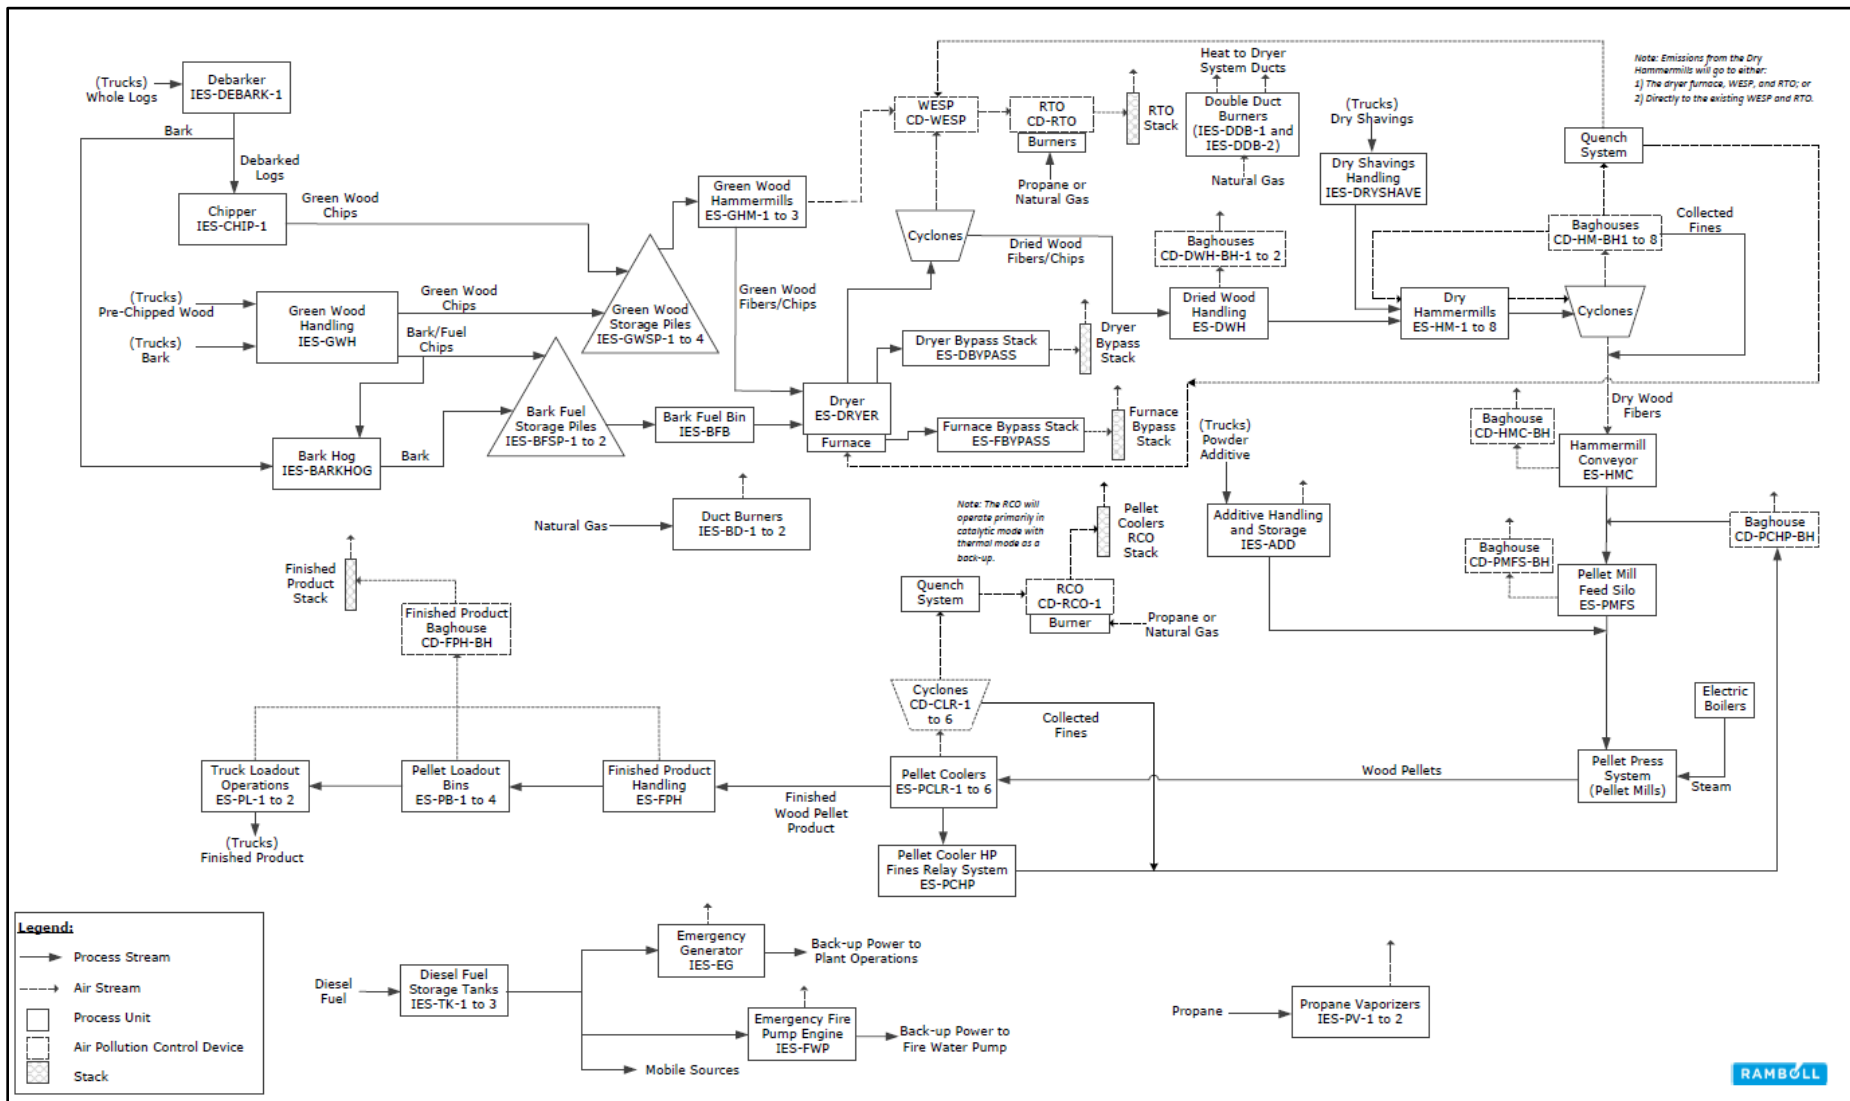 (Trucks)
Whole Logs
Debarker
IES-DEBARK-1
Bark
Debarked
Logs
Chipper
IES-CHIP-1
Green Wood
Chips
(Trucks)
Pre-Chipped Wood
(Trucks)
Bark
Green Wood
Handling
IES-GWH
Green Wood
Chips
Bark/Fuel
Chips
Green Wood
Storage Piles
IES-GWSP-1 to 4
Bark Hog
IES-BARKHOG
Bark
Bark Fuel
Storage Piles
IES-BFSP-1 to 2
Bark Fuel Bin
IES-BFB
Green Wood
Hammermills
ES-GHM-1 to 3
Green Wood
Fibers/Chips
WESP
CD-WESP
RTO
CD-RTO
Burners
Propane or
Natural Gas
RTO
Stack
Heat to Dryer
System Ducts
Double Duct
Burners
(IES-DDB-1 and
IES-DDB-2)
Natural Gas
Cyclones
Dried Wood
Fibers/Chips
Baghouses
CD-DWH-BH-1 to 2
Dried Wood
Handling
ES-DWH
Dryer
ES-DRYER
Furnace
Dryer Bypass Stack
ES-DBYPASS
Dryer
Bypass
Stack
Furnace Bypass Stack
ES-FBYPASS
Furnace
Bypass
Stack
(Trucks)
Dry Shavings
Dry Shavings
Handling
IES-DRYSHAVE
Note: Emissions from the Dry
Hammermills will go to either:
1) The dryer furnace, WESP, and RTO; or
2) Directly to the existing WESP and RTO.
Quench
System
Baghouses
CD-HM-BH1 to 8
Collected
Fines
Dry
Hammermills
ES-HM-1 to 8
Cyclones
Dry Wood
Fibers
Baghouse
CD-HMC-BH
Hammermill
Conveyor
ES-HMC
Baghouse
CD-PCHP-BH
Baghouse
CD-PMFS-BH
Pellet Mill
Feed Silo
ES-PMFS
(Trucks)
Powder
Additive
Additive Handling
and Storage
IES-ADD
Natural Gas
Duct Burners
IES-BD-1 to 2
Note: The RCO will
operate primarily in
catalytic mode with
thermal mode as a
back-up.
Pellet
Coolers
RCO
Stack
Quench
System
RCO
CD-RCO-1
Burner
Propane or
Natural Gas
Finished
Product
Stack
Finished Product
Baghouse
CD-FPH-BH
Cyclones
CD-CLR-1
to 6
Collected
Fines
Electric
Boilers
Steam
Pellet Press
System
(Pellet Mills)
Wood Pellets
Pellet Coolers
ES-PCLR-1 to 6
Finished
Wood Pellet
Product
Finished Product
Handling
ES-FPH
Pellet Loadout
Bins
ES-PB-1 to 4
Truck Loadout
Operations
ES-PL-1 to 2
(Trucks)
Finished Product
Pellet Cooler HP
Fines Relay System
ES-PCHP
Legend:
Process Stream
Air Stream
Process Unit
Air Pollution Control Device
Stack
Diesel
Fuel
Diesel Fuel
Storage Tanks
IES-TK-1 to 3
Emergency
Generator
IES-EG
Back-up Power to
Plant Operations
Emergency Fire
Pump Engine
IES-FWP
Back-up Power to
Fire Water Pump
Mobile Sources
Propane
Propane Vaporizers
IES-PV-1 to 2
RAMBOLL